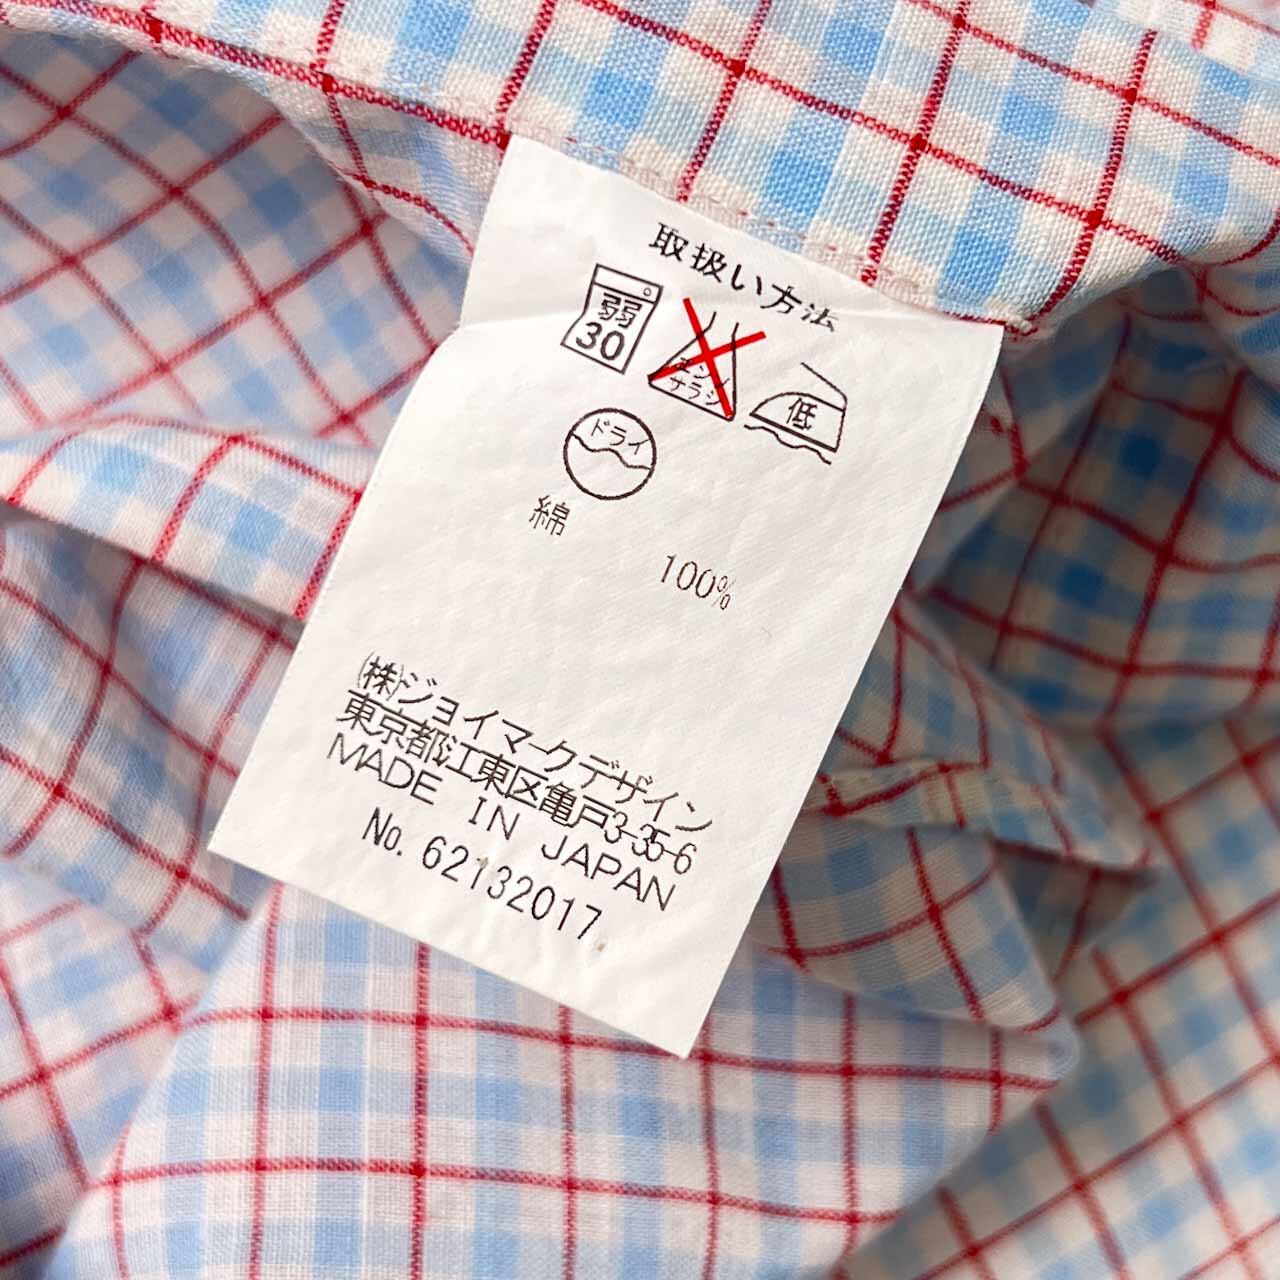 取扱い方法
弱
30
エンソ
サラシ
低
ドライ
綿 100%
(株)ジョイマークデザイン
東京都江東区亀戸3-35-6
MADE IN JAPAN
No. 62132017